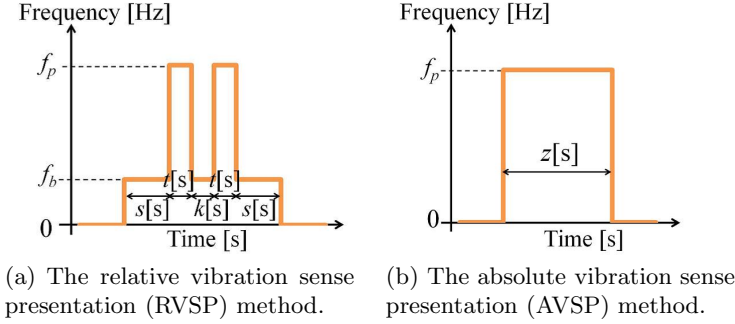 Frequency [Hz]
f_p
f_b
t[s] t[s]
s[s] k[s] s[s]
0
Time [s]
(a) The relative vibration sense
presentation (RVSP) method.
Frequency [Hz]
f_p
z[s]
0
Time [s]
(b) The absolute vibration sense
presentation (AVSP) method.